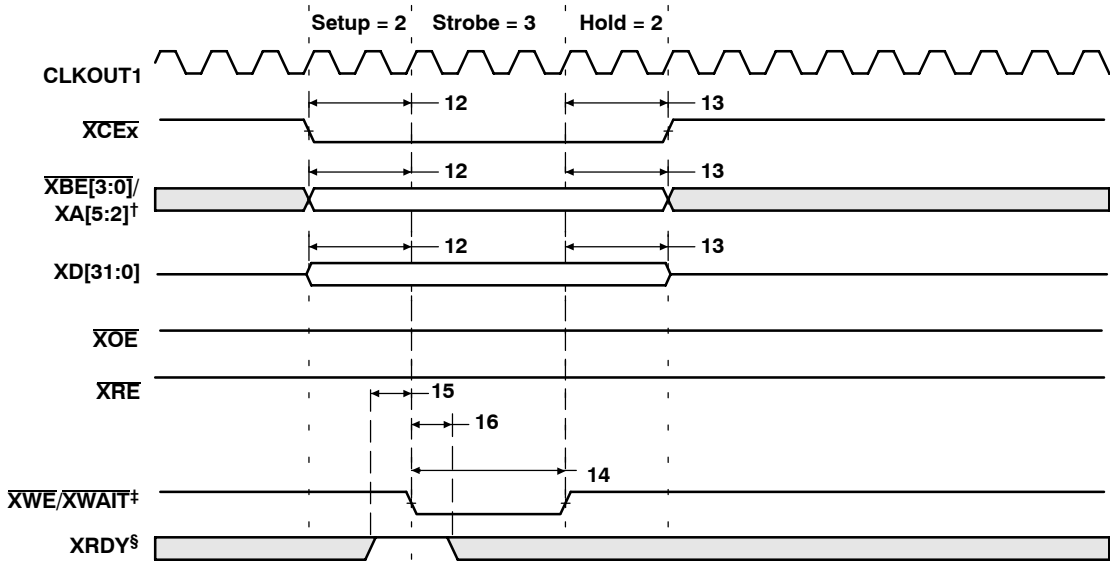 Setup = 2 Strobe = 3 Hold = 2
CLKOUT1
12 13
XCEx
12 13
XBE[3:0]/
XA[5:2]†
12 13
XD[31:0]
XOE
XRE
15
16
14
XWE/XWAIT‡
XRDY§